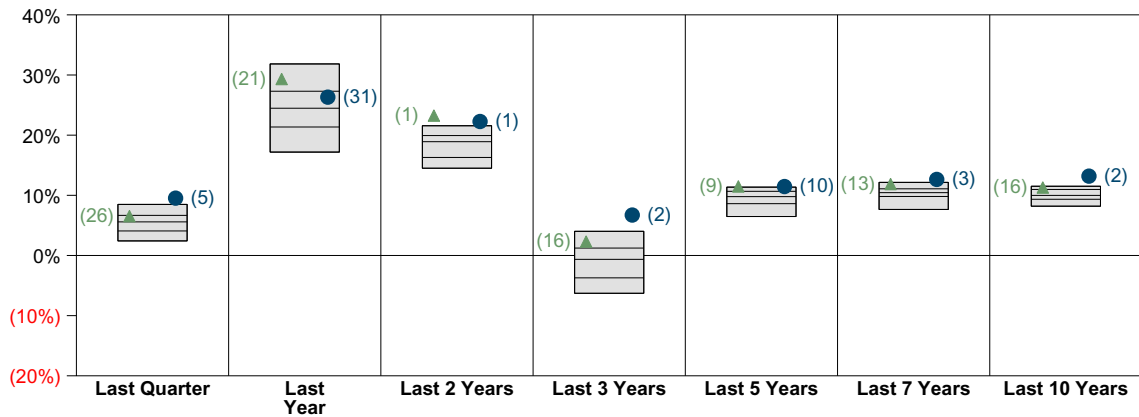 40%
30%
20%
10%
0%
(10%)
(20%)
(26)
(5)
(21)
(31)
(1)
(1)
(16)
(2)
(9)
(10)
(13)
(3)
(16)
(2)
Last Quarter
Last
Year
Last 2 Years
Last 3 Years
Last 5 Years
Last 7 Years
Last 10 Years